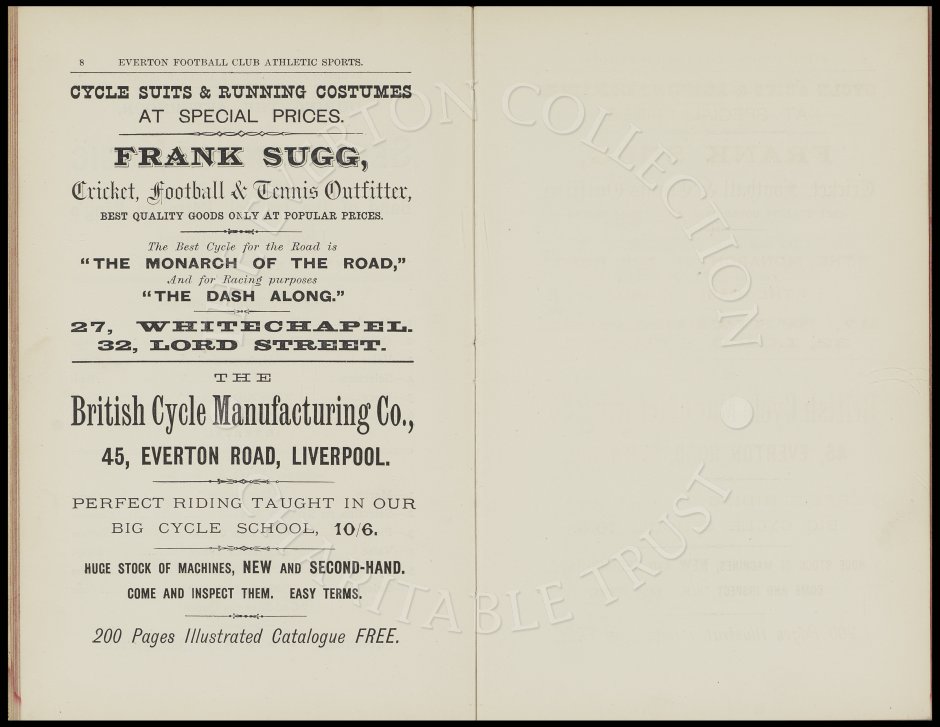 8 EVERTON FOOTBALL CLUB ATHLETIC SPORTS.
CYCLE SUITS & RUNNING COSTUMES
AT SPECIAL PRICES.
FRANK SUGG,
Cricket, Football & Tennis Outfitter,
BEST QUALITY GOODS ONLY AT POPULAR PRICES.
The Best Cycle for the Road is
"THE MONARCH OF THE ROAD,"
And for Racing purposes
"THE DASH ALONG."
27, WHITECHAPEL.
32, LORD STREET.
THE
British Cycle Manufacturing Co.,
45, EVERTON ROAD, LIVERPOOL.
PERFECT RIDING TAUGHT IN OUR
BIG CYCLE SCHOOL, 10/6.
HUGE STOCK OF MACHINES, NEW AND SECOND-HAND.
COME AND INSPECT THEM. EASY TERMS.
200 Pages Illustrated Catalogue FREE.
EVERTON COLLECTION
CHARITABLE TRUST